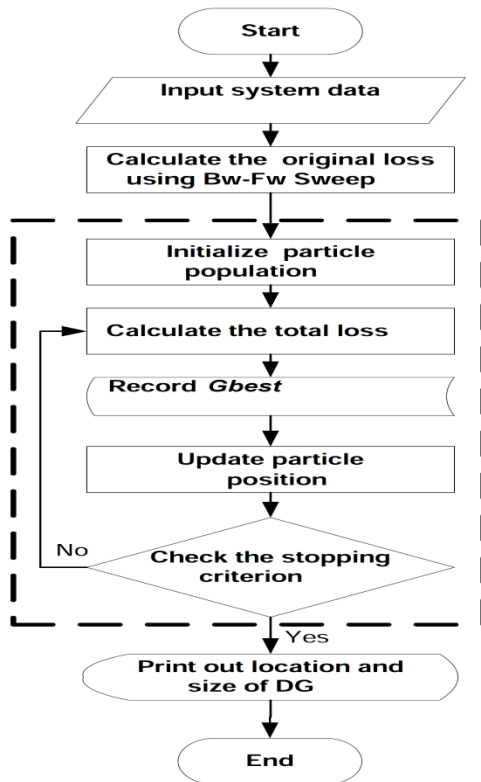 Start
Input system data
Calculate the original loss
using Bw-Fw Sweep
Initialize particle
population
Calculate the total loss
Record Gbest
Update particle
position
No
Check the stopping
criterion
Yes
Print out location and
size of DG
End